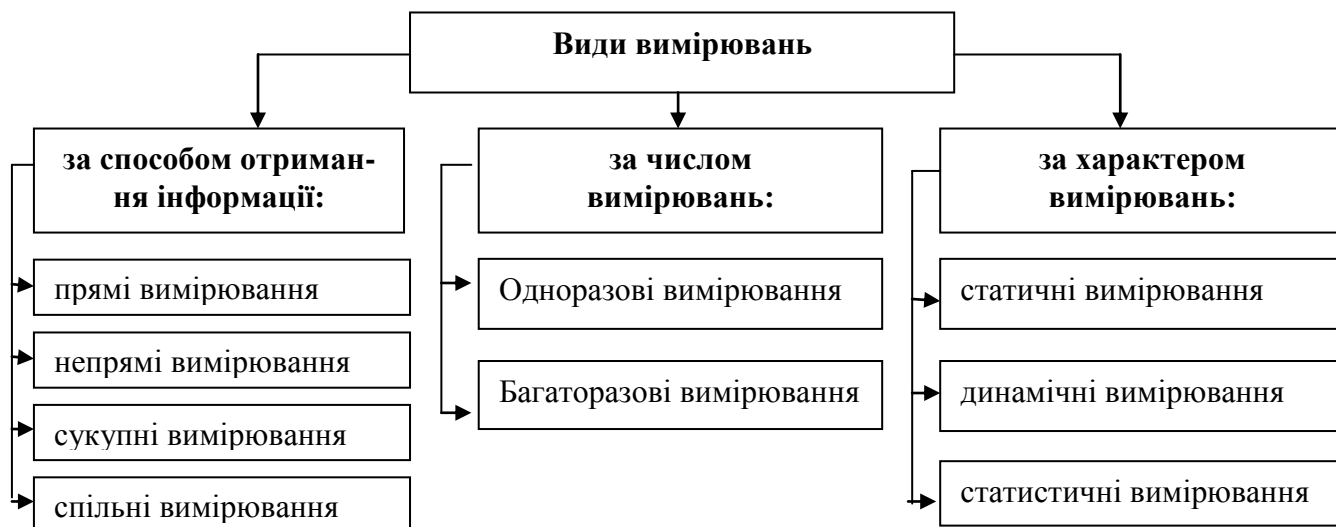 Види вимірювань
за способом отриман-
ня інформації:
прямі вимірювання
непрямі вимірювання
сукупні вимірювання
спільні вимірювання
за числом
вимірювань:
Одноразові вимірювання
Багаторазові вимірювання
за характером
вимірювань:
статичні вимірювання
динамічні вимірювання
статистичні вимірювання